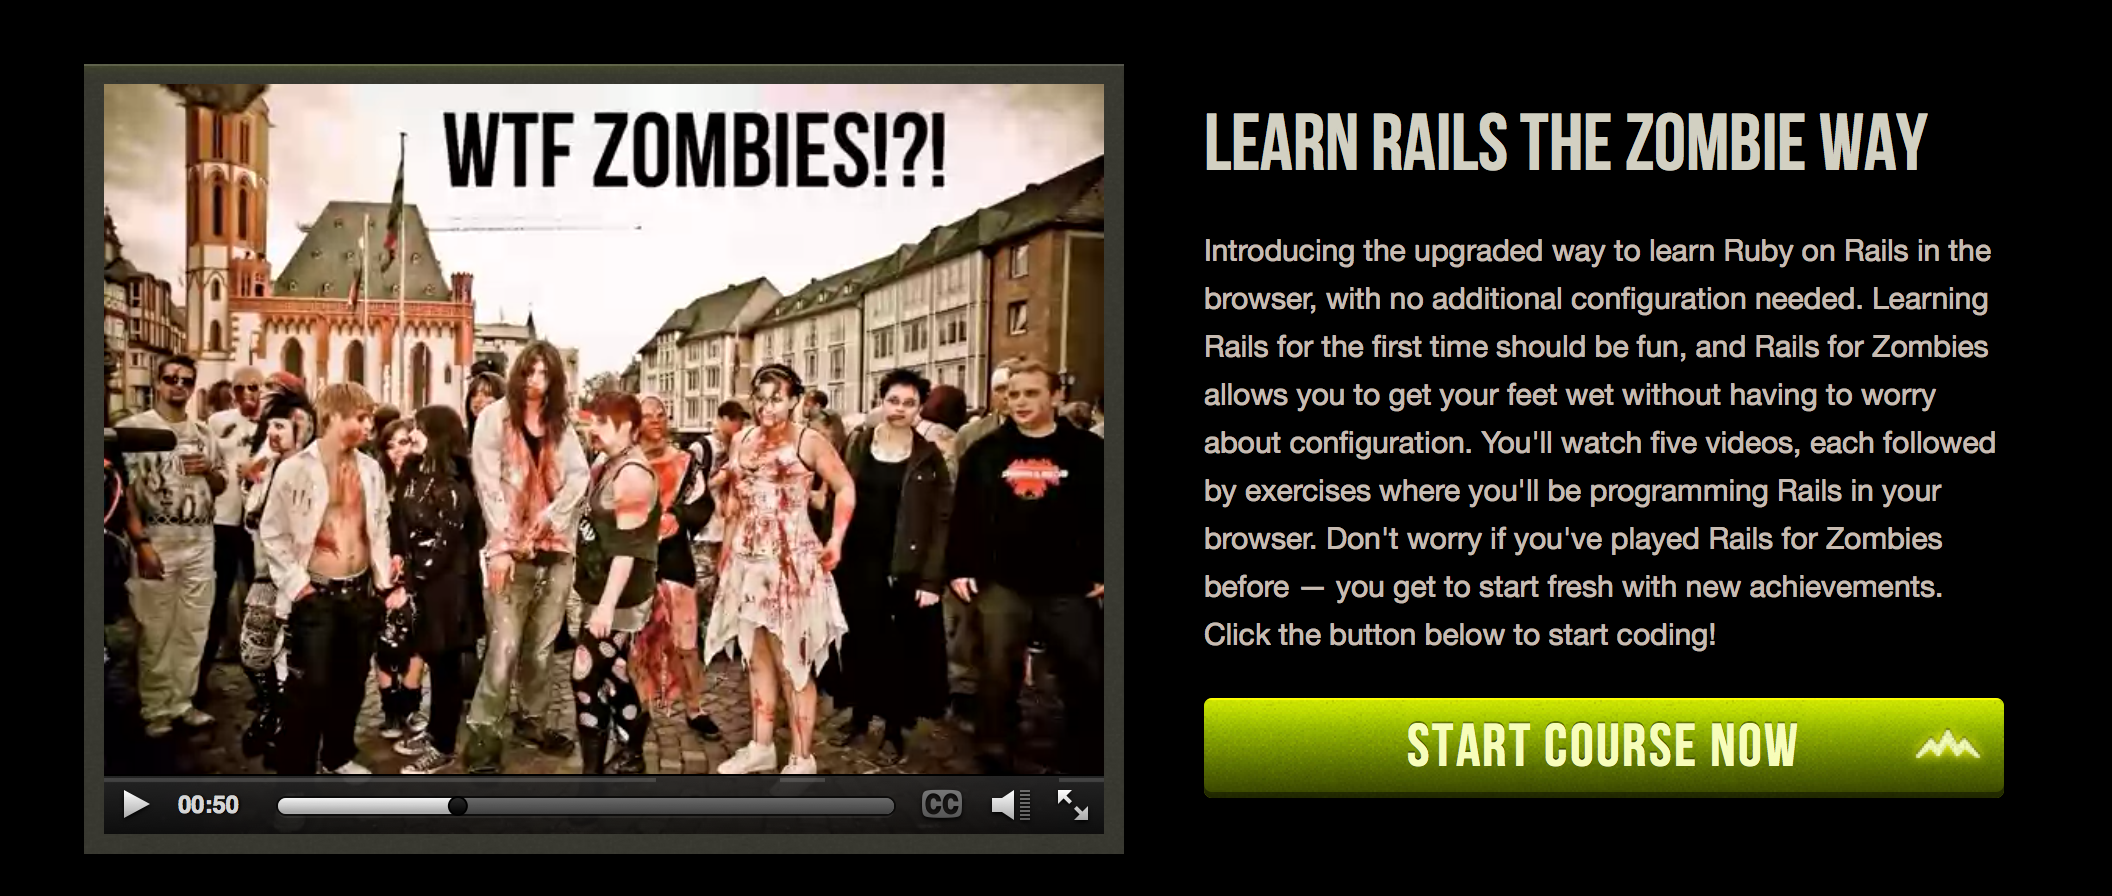 WTF ZOMBIES!?!
LEARN RAILS THE ZOMBIE WAY
Introducing the upgraded way to learn Ruby on Rails in the
browser, with no additional configuration needed. Learning
Rails for the first time should be fun, and Rails for Zombies
allows you to get your feet wet without having to worry
about configuration. You'll watch five videos, each followed
by exercises where you'll be programming Rails in your
browser. Don't worry if you've played Rails for Zombies
before — you get to start fresh with new achievements.
Click the button below to start coding!
START COURSE NOW
00:50
CC